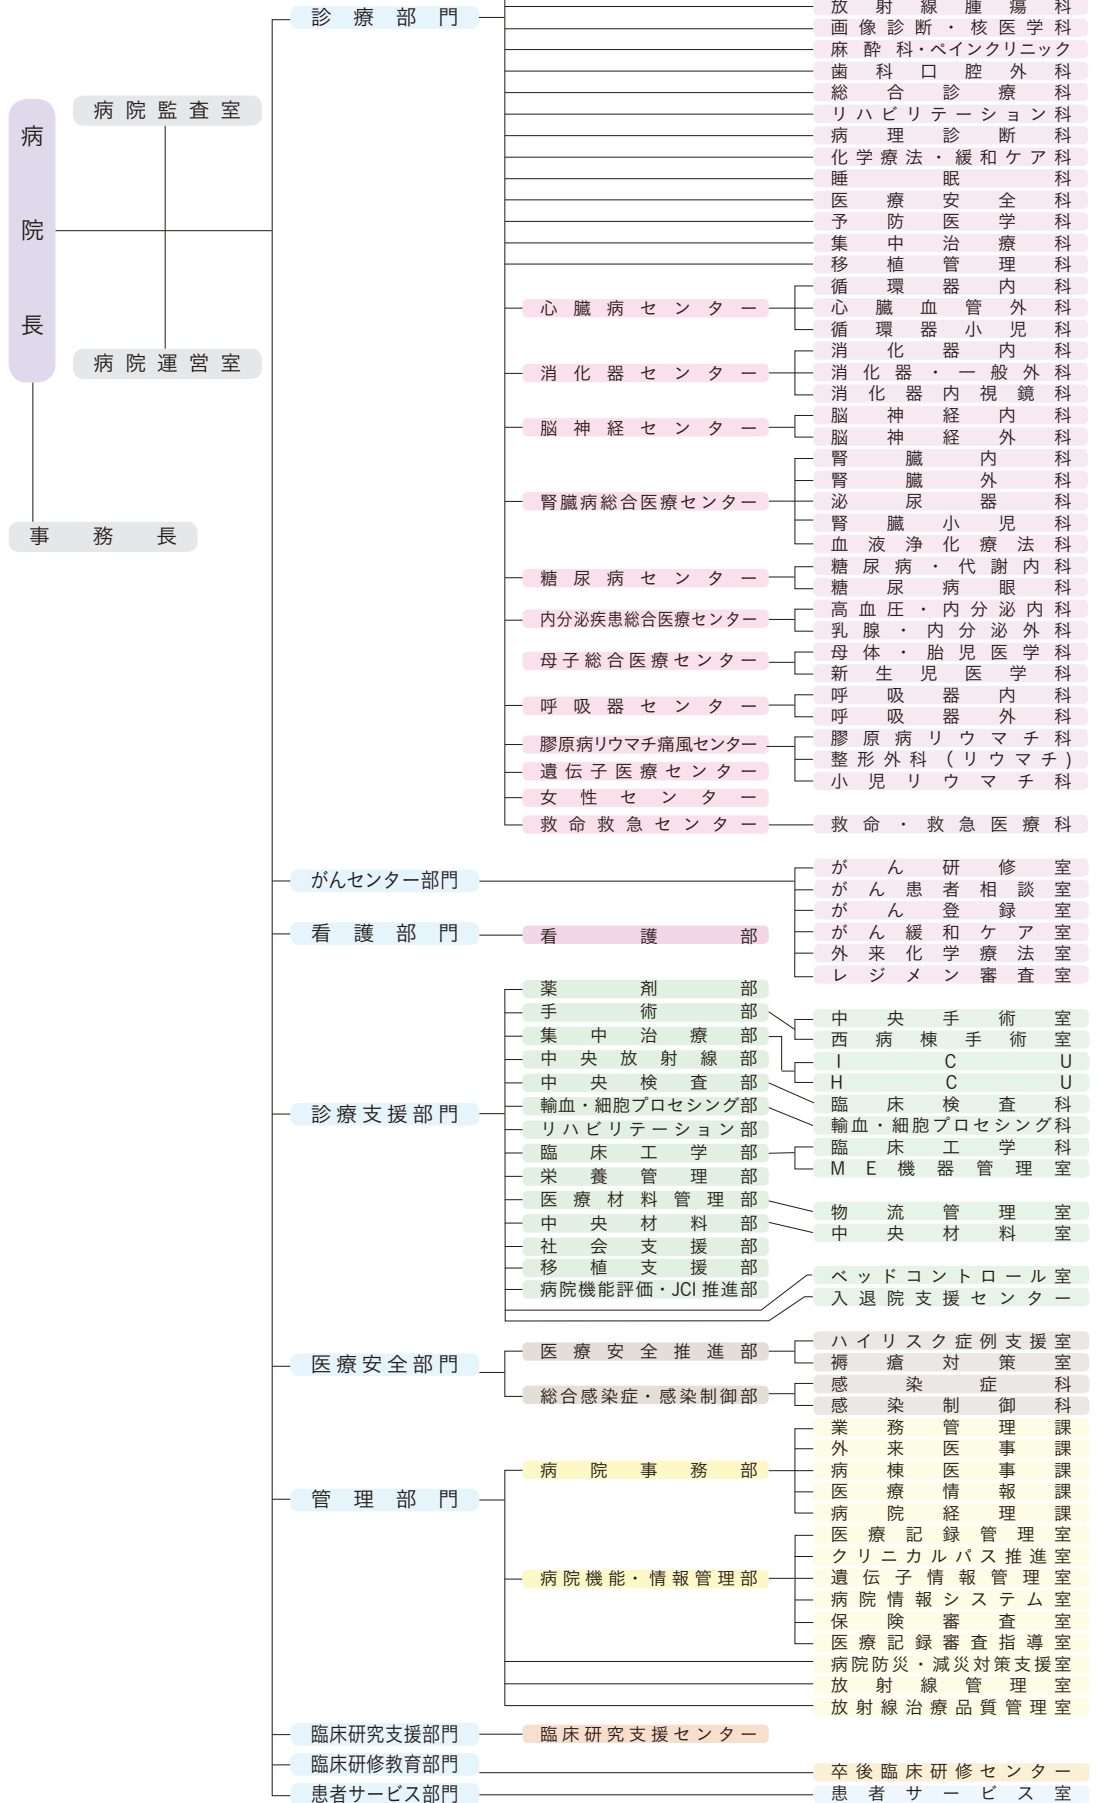 病院長
病院監査室
病院運営室
事務長
診療部門
放射線腫瘍科
画像診断・核医学科
麻酔科・ペインクリニック
歯科口腔外科
総合診療科
リハビリテーション科
病理診断科
化学療法・緩和ケア科
睡眠科
医療安全科
予防医学科
集中治療科
移植管理科
心臓病センター
循環器内科
心臓血管外科
循環器小児科
消化器センター
消化器内科
消化器・一般外科
消化器内視鏡科
脳神経センター
脳神経内科
脳神経外科
腎臓病総合医療センター
腎臓内科
腎臓外科
泌尿器科
腎臓小児科
血液浄化療法科
糖尿病センター
糖尿病・代謝内科
糖尿病眼科
内分泌疾患総合医療センター
高血圧・内分泌内科
乳腺・内分泌外科
母子総合医療センター
母体・胎児医学科
新生児医学科
呼吸器センター
呼吸器内科
呼吸器外科
膠原病リウマチ痛風センター
膠原病リウマチ科
整形外科（リウマチ）
小児リウマチ科
遺伝子医療センター
女性センター
救命救急センター
救命・救急医療科
がんセンター部門
がん研修室
がん患者相談室
がん登録室
がん緩和ケア室
外来化学療法室
レジメン審査室
看護部門
看護部
診療支援部門
薬剤部
手術部
中央手術室
西病棟手術室
集中治療部
ICU
HCU
中央放射線部
中央検査部
臨床検査科
輸血・細胞プロセシング部
輸血・細胞プロセシング科
リハビリテーション部
臨床工学部
臨床工学科
ME機器管理室
栄養管理部
医療材料管理部
物流管理室
中央材料部
中央材料室
社会支援部
移植支援部
病院機能評価・JCI推進部
ベッドコントロール室
入退院支援センター
医療安全部門
医療安全推進部
ハイリスク症例支援室
褥瘡対策室
総合感染症・感染制御部
感染症科
感染制御科
管理部門
病院事務部
業務管理課
外来医事課
病棟医事課
医療情報課
病院経理課
病院機能・情報管理部
医療記録管理室
クリニカルパス推進室
遺伝子情報管理室
病院情報システム室
保険審査室
医療記録審査指導室
病院防災・減災対策支援室
放射線管理室
放射線治療品質管理室
臨床研究支援部門
臨床研究支援センター
臨床研修教育部門
卒後臨床研修センター
患者サービス部門
患者サービス室